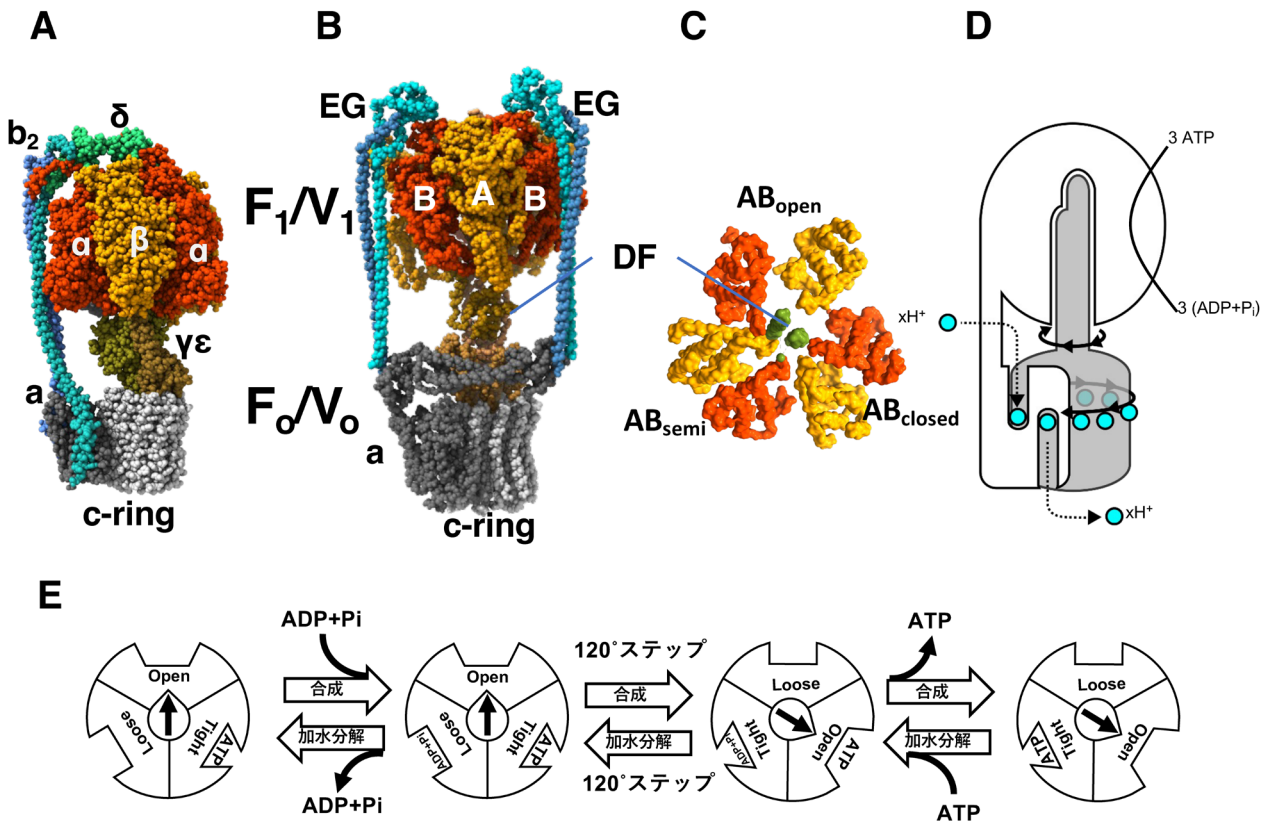 A
B
C
D
b2
δ
α
β
α
γε
a
c-ring
EG
EG
B
A
B
F1/V1
Fo/Vo
a
c-ring
DF
ABopen
ABsemi
ABclosed
3 ATP
3 (ADP+Pi)
xH+
xH+
E
Open
Loose
Tight
ATP
ADP+Pi
合成
加水分解
ADP+Pi
Open
Loose
Tight
ADP+Pi
ATP
120°ステップ
合成
加水分解
120°ステップ
Loose
Tight
Open
ADP+Pi
ATP
ATP
合成
加水分解
ATP
Loose
Tight
Open
ATP